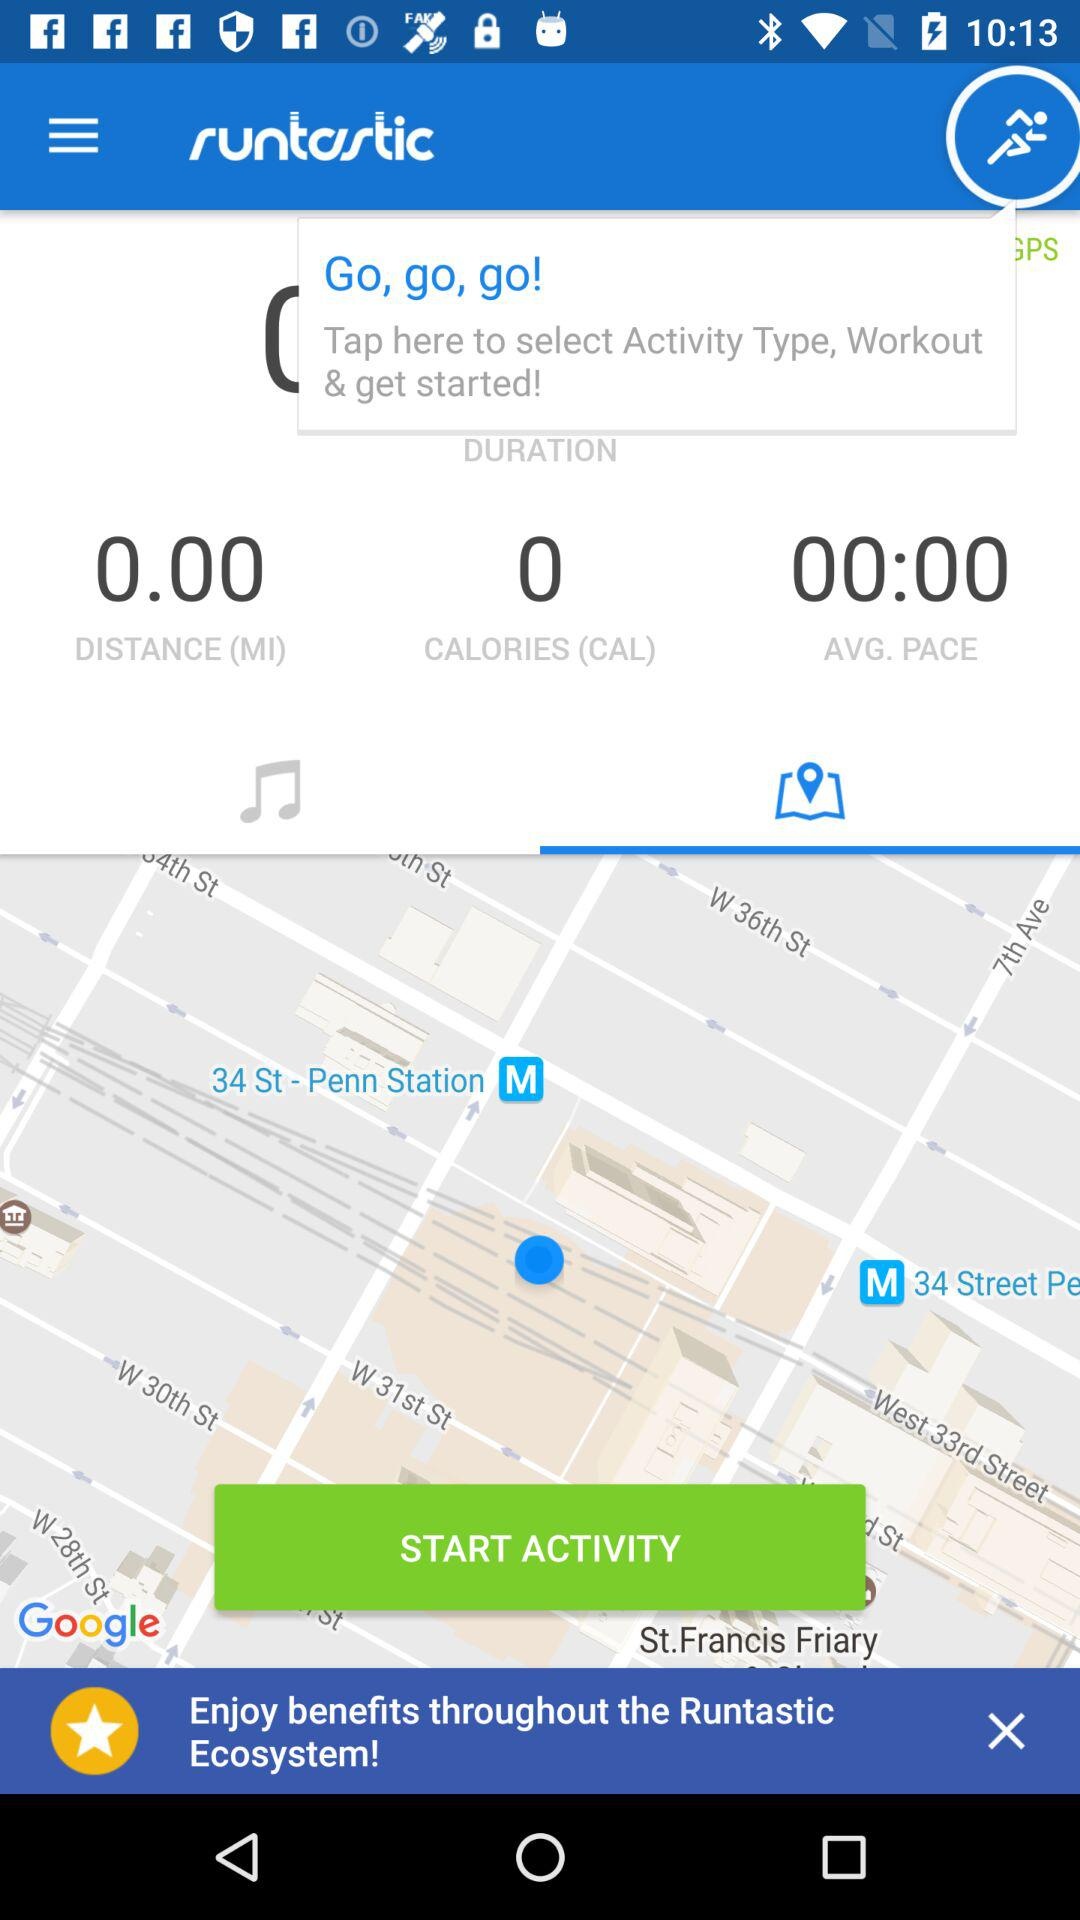 FAKE
10:13
runtastic
GPS
Go, go, go!
Tap here to select Activity Type, Workout
& get started!
DURATION
0.00
0
00:00
DISTANCE (MI)
CALORIES (CAL)
AVG. PACE
34th St
W 36th St
7th Ave
34 St - Penn Station M
M 34 Street Pe
W 30th St
W 31st St
West 33rd Street
W 28th St
d St
St
START ACTIVITY
Google
St.Francis Friary
Enjoy benefits throughout the Runtastic
Ecosystem!